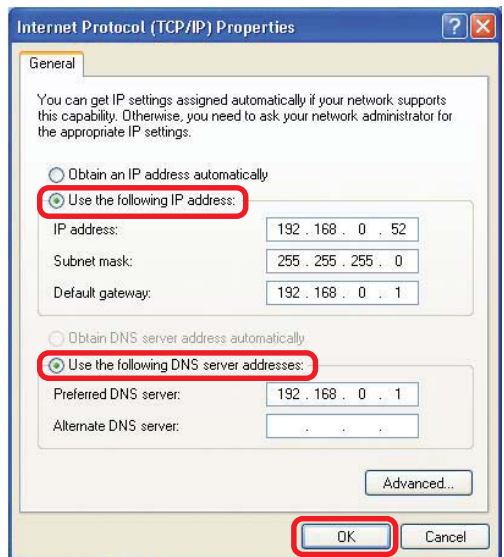 Internet Protocol (TCP/IP) Properties
General
You can get IP settings assigned automatically if your network supports
this capability. Otherwise, you need to ask your network administrator for
the appropriate IP settings.
Obtain an IP address automatically
Use the following IP address:
IP address: 192 . 168 . 0 . 52
Subnet mask: 255 . 255 . 255 . 0
Default gateway: 192 . 168 . 0 . 1
Obtain DNS server address automatically
Use the following DNS server addresses:
Preferred DNS server: 192 . 168 . 0 . 1
Alternate DNS server: . . .
Advanced...
OK Cancel